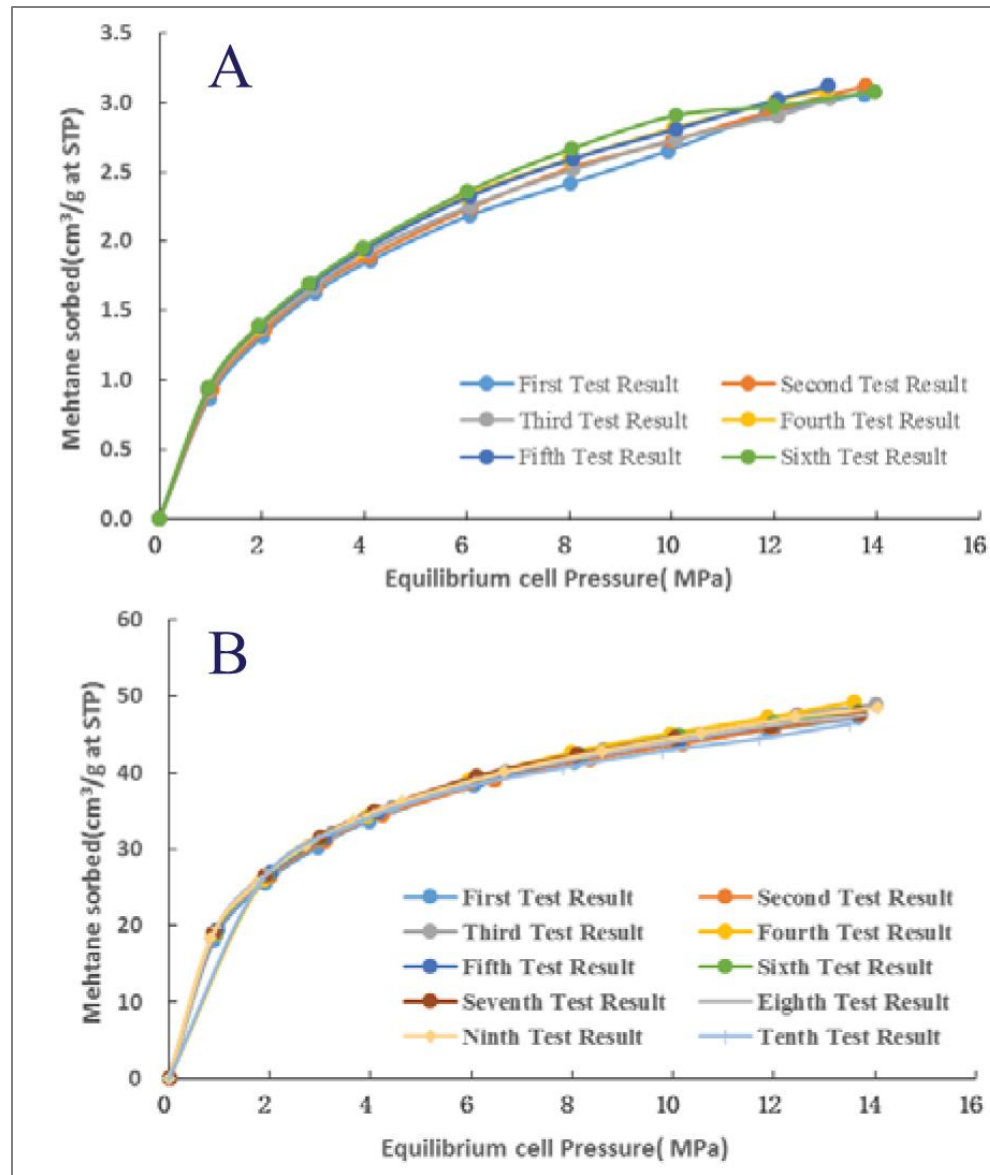 A
3.5
3.0
2.5
2.0
1.5
1.0
0.5
0.0
Mehtane sorbed(cm³/g at STP)
First Test Result
Second Test Result
Third Test Result
Fourth Test Result
Fifth Test Result
Sixth Test Result
0 2 4 6 8 10 12 14 16
Equilibrium cell Pressure( MPa)
B
60
50
40
30
20
10
0
Mehtane sorbed(cm³/g at STP)
First Test Result
Second Test Result
Third Test Result
Fourth Test Result
Fifth Test Result
Sixth Test Result
Seventh Test Result
Eighth Test Result
Ninth Test Result
Tenth Test Result
0 2 4 6 8 10 12 14 16
Equilibrium cell Pressure( MPa)